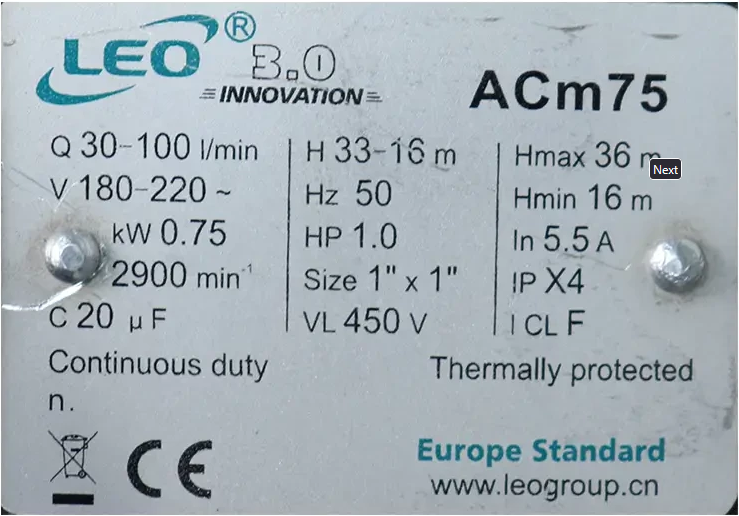 LEO® 3.0
INNOVATION
ACm75
Q 30-100 l/min
H 33-16 m
Hmax 36 m
Next
V 180-220 ~
Hz 50
Hmin 16 m
kW 0.75
HP 1.0
In 5.5 A
2900 min⁻¹
Size 1" x 1"
IP X4
C 20 µF
VL 450 V
I CL F
Continuous duty
Thermally protected
n.
CE
Europe Standard
www.leogroup.cn